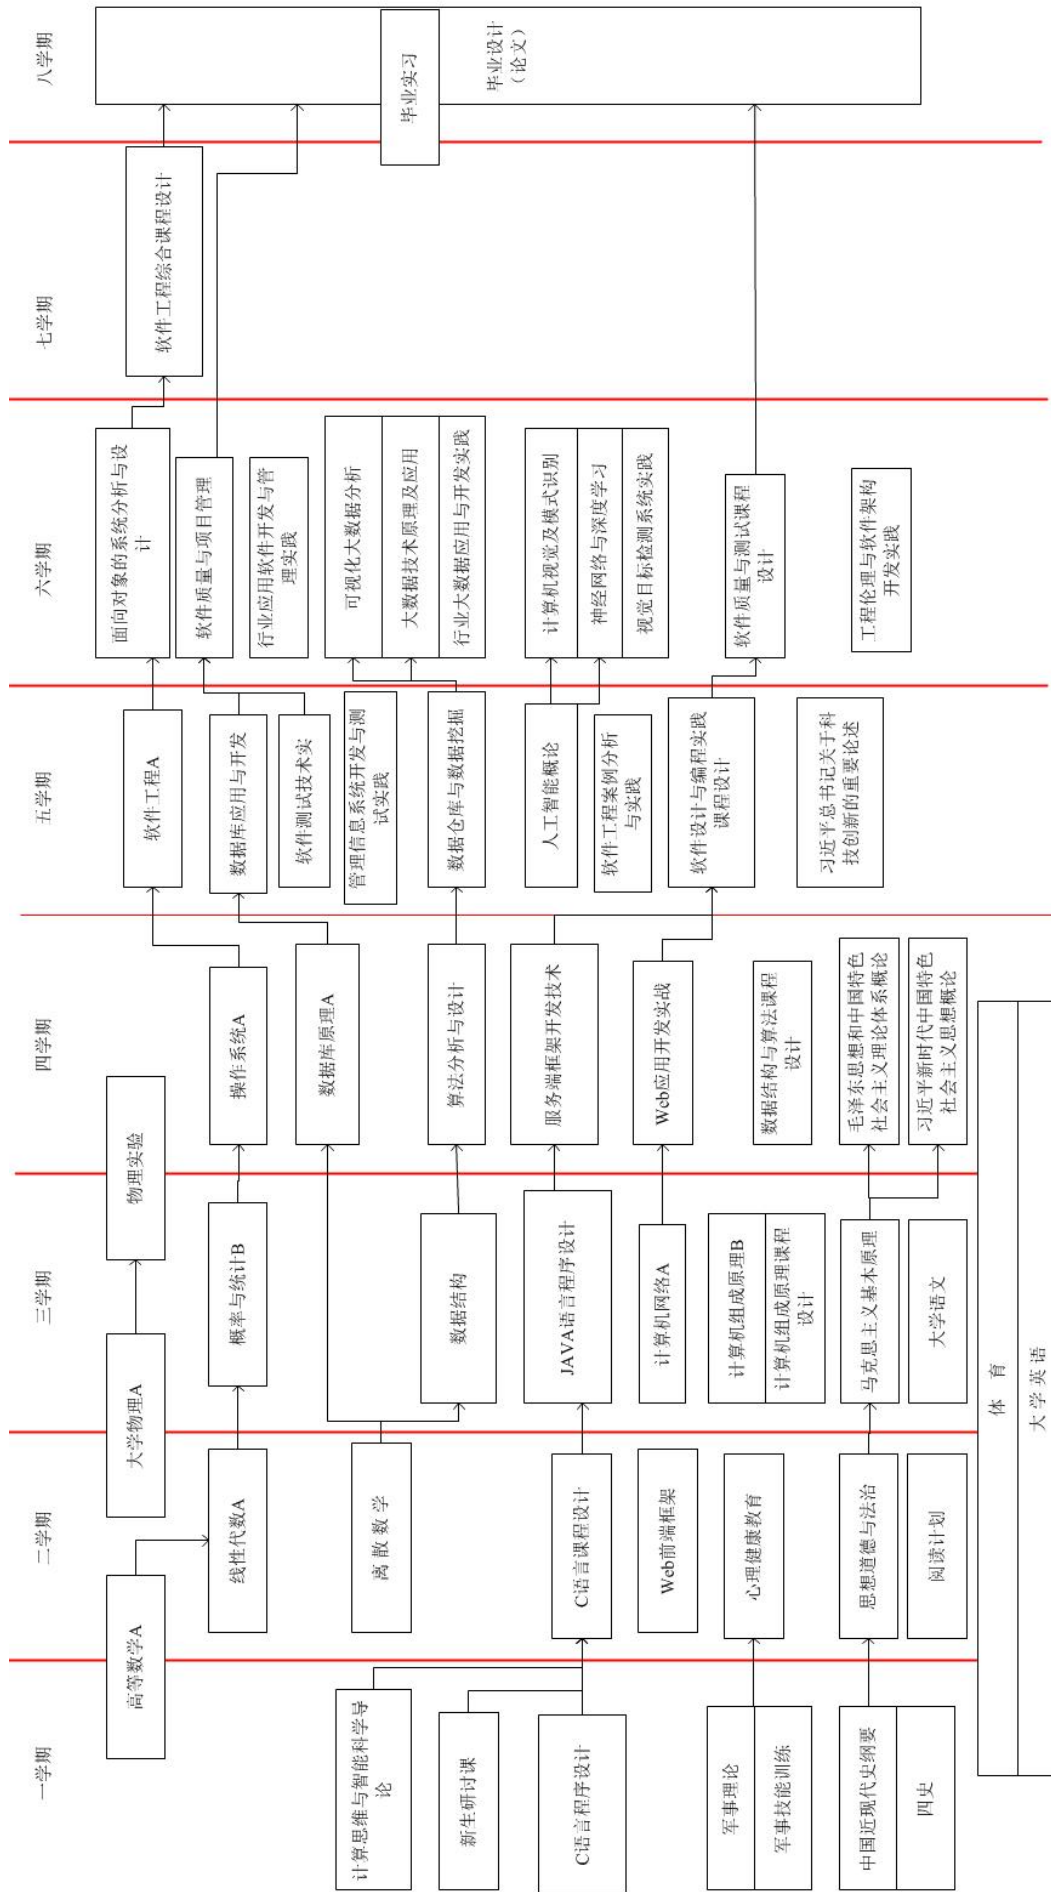 一学期
二学期
三学期
四学期
五学期
六学期
七学期
八学期
高等数学A
大学物理A
物理实验
线性代数A
概率与统计B
操作系统A
软件工程A
面向对象的系统分析与设
计
软件工程综合课程设计
数据库应用与开发
软件质量与项目管理
软件测试技术实
行业应用软件开发与管
理实践
离 散 数 学
数据库原理A
计算思维与智能科学导
论
管理信息系统开发与测
试实践
可视化大数据分析
大数据技术原理及应用
行业大数据应用与开发实践
毕业实习
毕业设计
（论文）
新生研讨课
数据结构
算法分析与设计
数据仓库与数据挖掘
C语言程序设计
C语言课程设计
JAVA语言程序设计
服务端框架开发技术
人工智能概论
计算机视觉及模式识别
神经网络与深度学习
视觉目标检测系统实践
软件工程案例分析
与实践
Web前端框架
计算机网络A
Web应用开发实战
软件设计与编程实践
课程设计
软件质量与测试课程
设计
军事理论
军事技能训练
心理健康教育
计算机组成原理B
计算机组成原理课程
设计
数据结构与算法课程
设计
习近平总书记关于科
技创新的重要论述
工程伦理与软件架构
开发实践
中国近现代史纲要
四史
思想道德与法治
马克思主义基本原理
毛泽东思想和中国特色
社会主义理论体系概论
阅读计划
大学语文
习近平新时代中国特色
社会主义思想概论
体 育
大 学 英 语